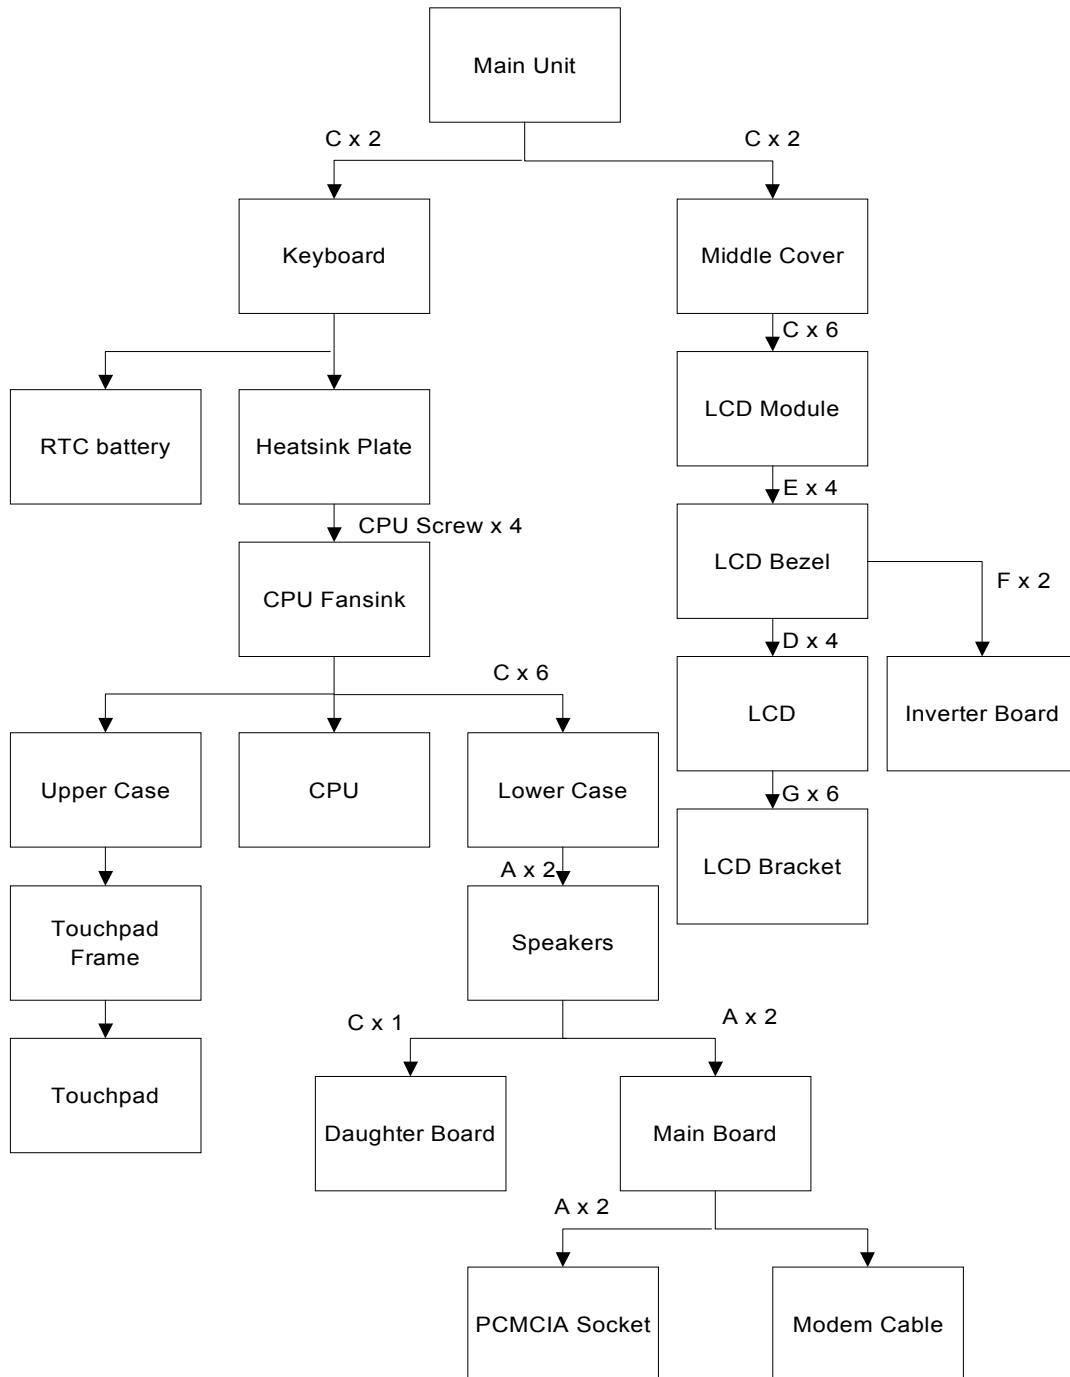 Main Unit
C x 2
C x 2
Keyboard
Middle Cover
C x 6
RTC battery
Heatsink Plate
LCD Module
E x 4
CPU Screw x 4
CPU Fansink
LCD Bezel
F x 2
D x 4
C x 6
LCD
Inverter Board
Upper Case
CPU
Lower Case
G x 6
A x 2
LCD Bracket
Touchpad
Frame
Speakers
C x 1
A x 2
Touchpad
Daughter Board
Main Board
A x 2
PCMCIA Socket
Modem Cable